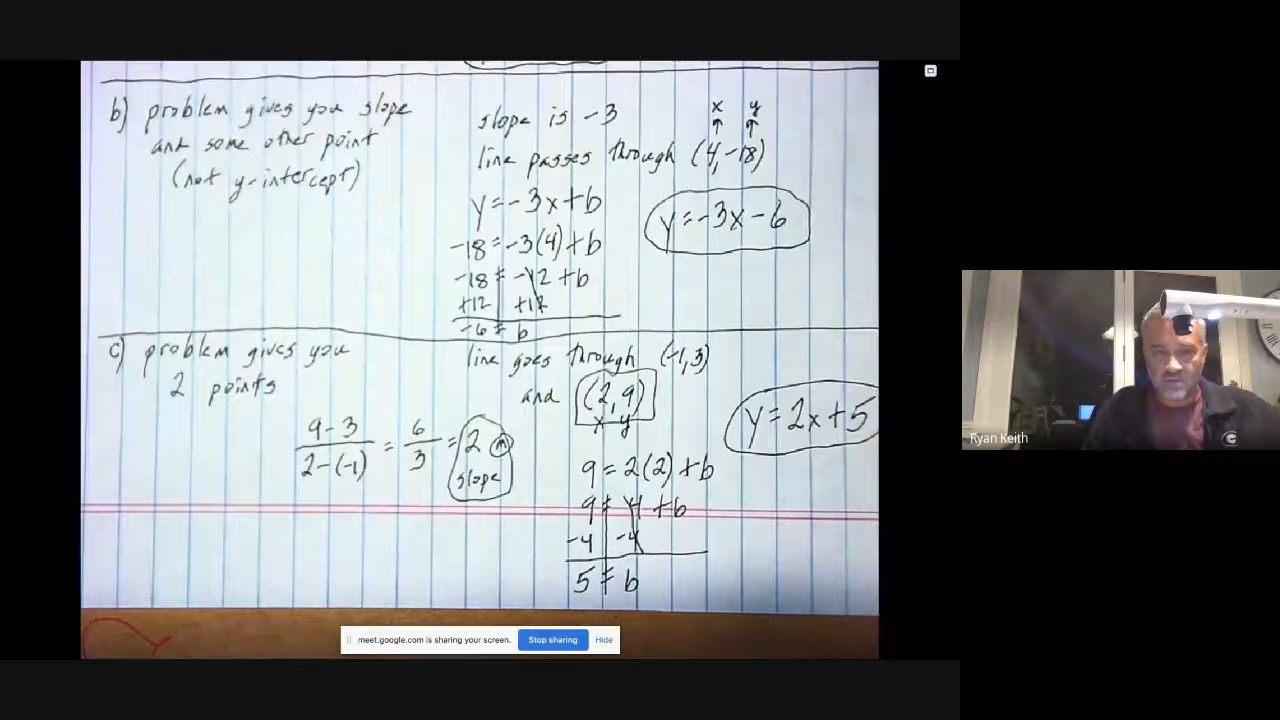 b) problem gives you slope
and some other point
(not y-intercept)
slope is -3
x y
line passes through (4, -18)
y = -3x + b
-18 = -3(4) + b
-18 = -12 + b
+12 +12
-6 = b
y = -3x - 6
c) problem gives you
2 points
line goes through (-1, 3)
and (2, 9)
x y
9 - 3
2 - (-1)
= 6
3
= 2 m
slope
9 = 2(2) + b
9 = 4 + b
-4 -4
5 = b
y = 2x + 5
Ryan Keith
meet.google.com is sharing your screen. Stop sharing Hide